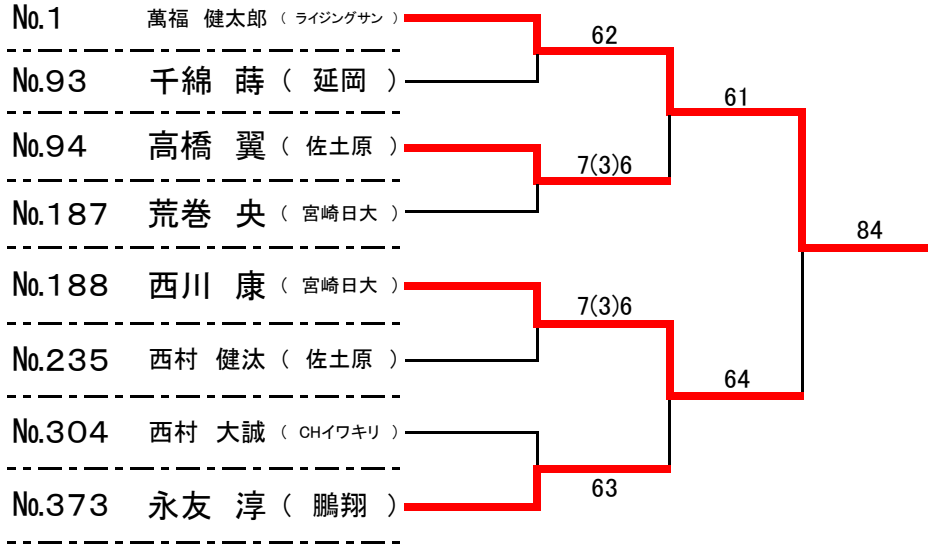 No.1 萬福 健太郎 ( ライジングサン )
62
No.93 千綿 蒔 ( 延岡 )
61
No.94 高橋 翼 ( 佐土原 )
7(3)6
No.187 荒巻 央 ( 宮崎日大 )
84
No.188 西川 康 ( 宮崎日大 )
7(3)6
No.235 西村 健汰 ( 佐土原 )
64
No.304 西村 大誠 ( CHイワキリ )
63
No.373 永友 淳 ( 鵬翔 )